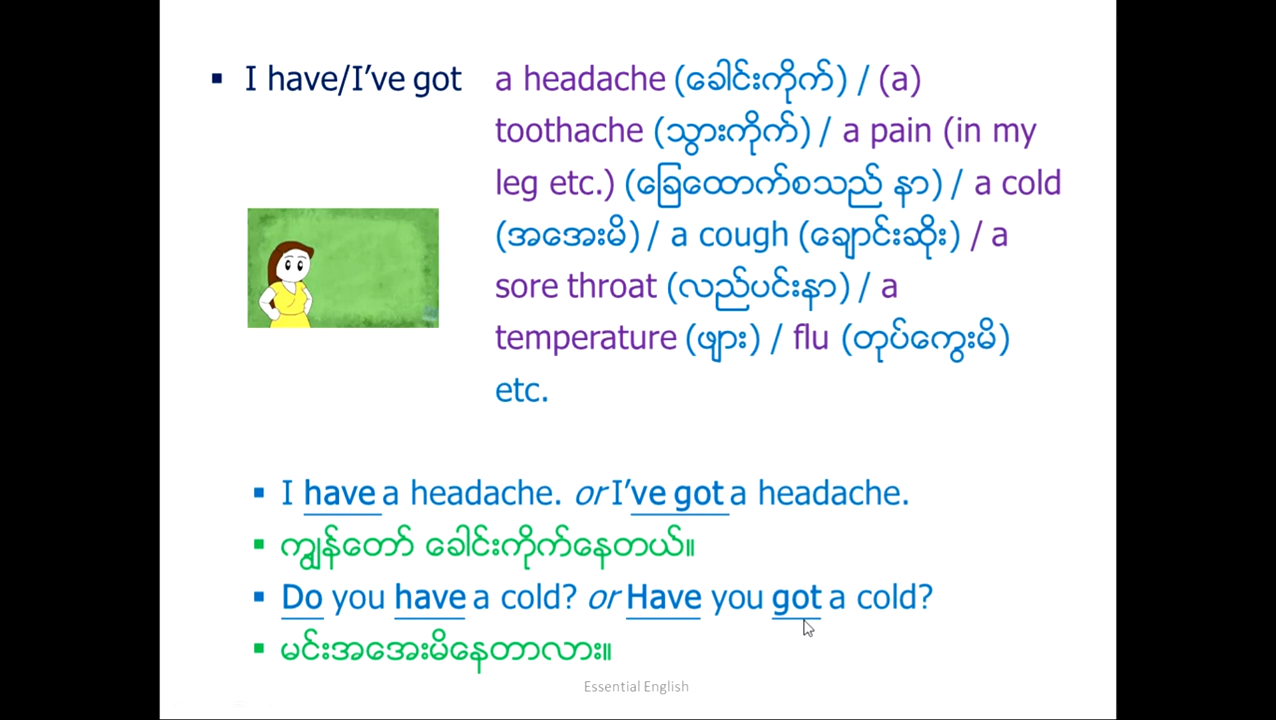 ▪ I have/I’ve got a headache (ခေါင်းကိုက်) / (a)
toothache (သွားကိုက်) / a pain (in my
leg etc.) (ခြေထောက်စသည် နာ) / a cold
(အအေးမိ) / a cough (ချောင်းဆိုး) / a
sore throat (လည်ပင်းနာ) / a
temperature (ဖျား) / flu (တုပ်ကွေးမိ)
etc.
▪ I have a headache. or I’ve got a headache.
▪ ကျွန်တော် ခေါင်းကိုက်နေတယ်။
▪ Do you have a cold? or Have you got a cold?
▪ မင်းအအေးမိနေတာလား။
Essential English